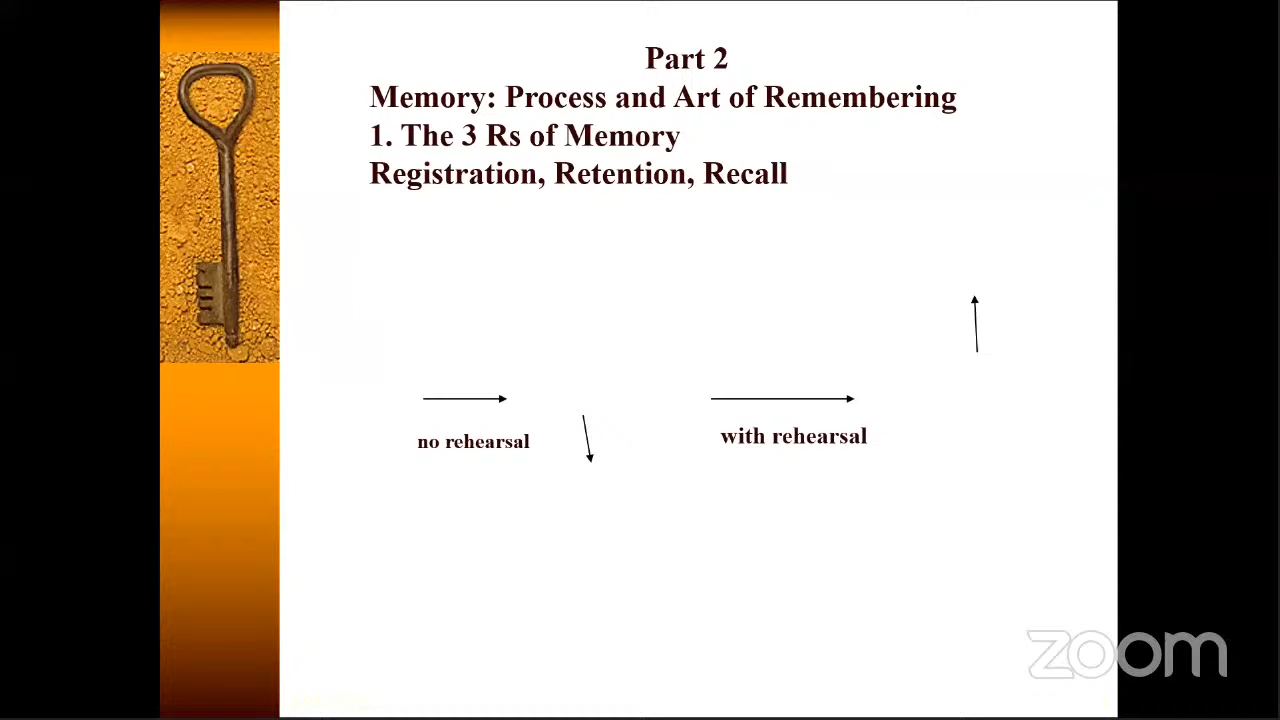 Part 2
Memory: Process and Art of Remembering
1. The 3 Rs of Memory
Registration, Retention, Recall
no rehearsal
with rehearsal
zoom